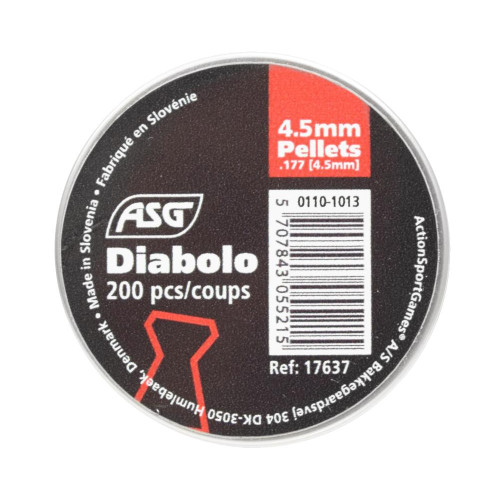 4.5mm
Pellets
.177 [4.5mm]
0110-1013
5 707843 055215
Ref: 17637
ASG
Diabolo
200 pcs/coups
ActionSportGames® A/S Bakkegaardsvej 304 DK-3050 Humlebaek, Denmark • Made in Slovenia • Fabriqué en Slovénie